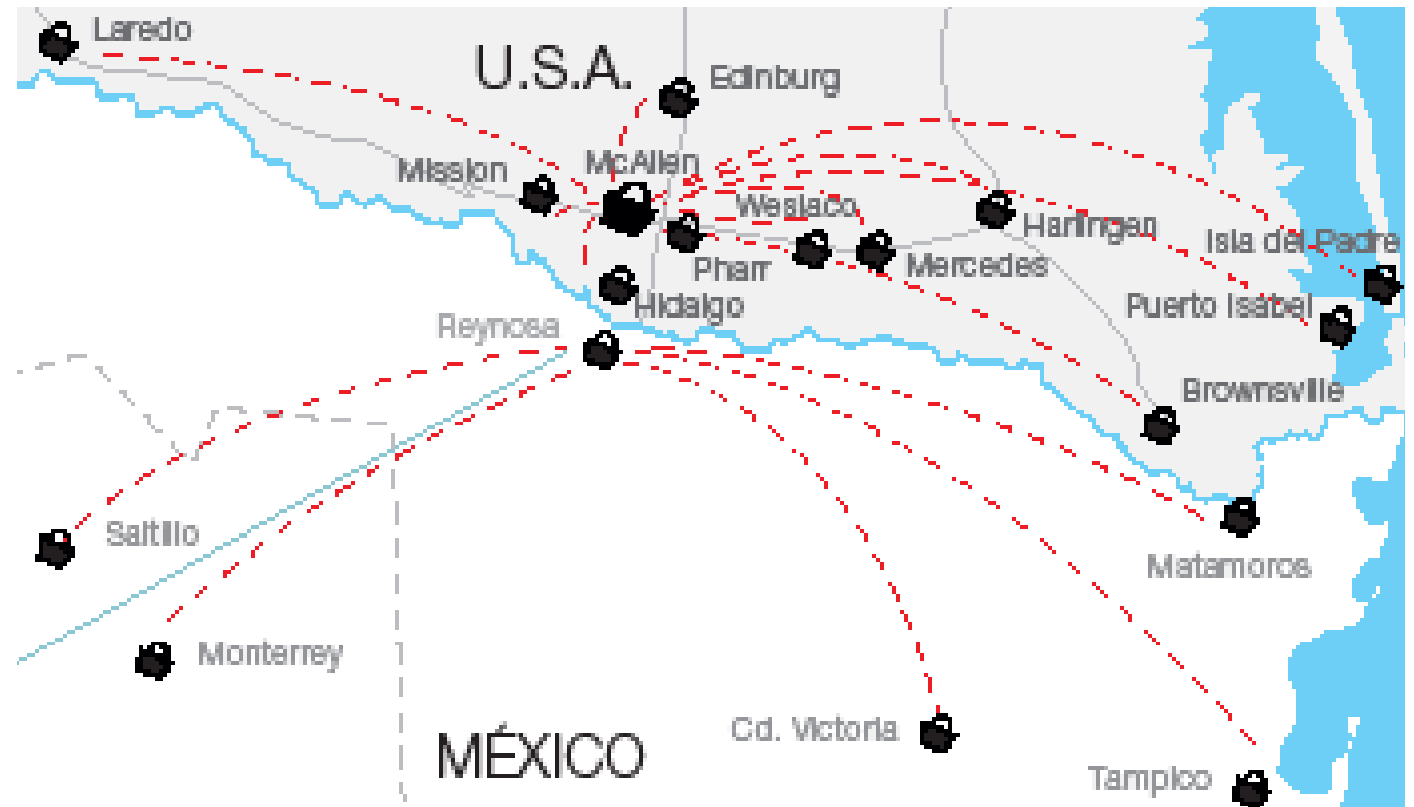 Laredo
U.S.A.
Edinburg
McAllen
Mission
Weslaco
Harlingen
Isla del Padre
Pharr
Mercedes
Hidalgo
Puerto Isabel
Reynosa
Brownsville
Saltillo
Matamoros
Monterrey
Cd. Victoria
MÉXICO
Tampico